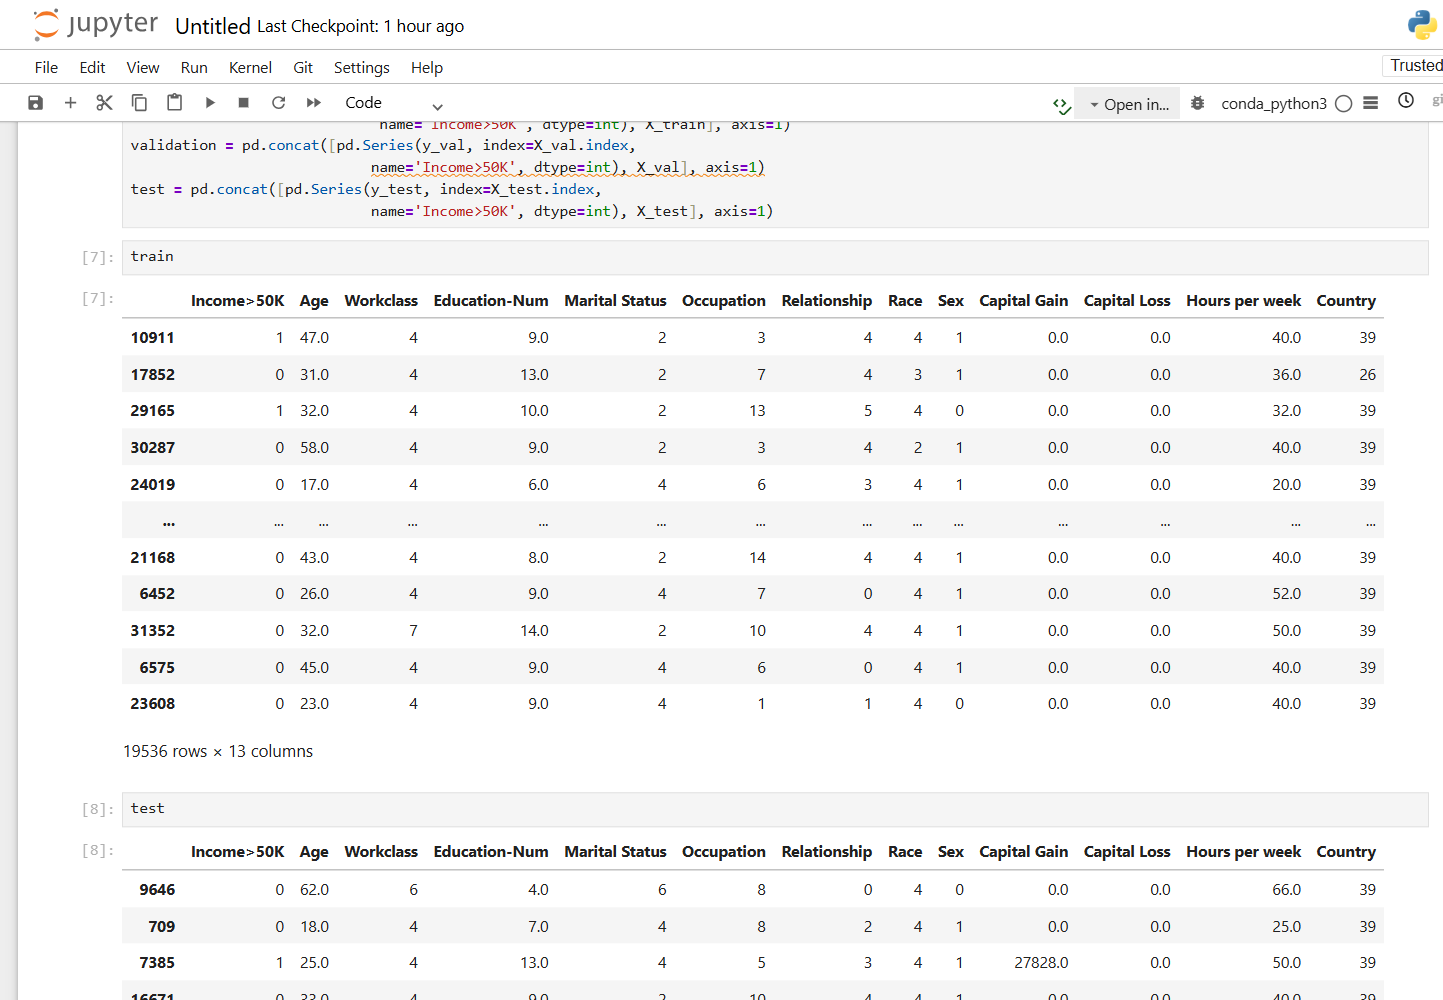 jupyter Untitled Last Checkpoint: 1 hour ago
File Edit View Run Kernel Git Settings Help
Trusted
Code Open in... conda_python3
name='Income>50K', dtype=int), X_train], axis=1)
validation = pd.concat([pd.Series(y_val, index=X_val.index,
name='Income>50K', dtype=int), X_val], axis=1)
test = pd.concat([pd.Series(y_test, index=X_test.index,
name='Income>50K', dtype=int), X_test], axis=1)
[7]: train
[7]:
Income>50K Age Workclass Education-Num Marital Status Occupation Relationship Race Sex Capital Gain Capital Loss Hours per week Country
10911 1 47.0 4 9.0 2 3 4 4 1 0.0 0.0 40.0 39
17852 0 31.0 4 13.0 2 7 4 3 1 0.0 0.0 36.0 26
29165 1 32.0 4 10.0 2 13 5 4 0 0.0 0.0 32.0 39
30287 0 58.0 4 9.0 2 3 4 2 1 0.0 0.0 40.0 39
24019 0 17.0 4 6.0 4 6 3 4 1 0.0 0.0 20.0 39
... ... ... ... ... ... ... ... ... ... ... ... ... ...
21168 0 43.0 4 8.0 2 14 4 4 1 0.0 0.0 40.0 39
6452 0 26.0 4 9.0 4 7 0 4 1 0.0 0.0 52.0 39
31352 0 32.0 7 14.0 2 10 4 4 1 0.0 0.0 50.0 39
6575 0 45.0 4 9.0 4 6 0 4 1 0.0 0.0 40.0 39
23608 0 23.0 4 9.0 4 1 1 4 0 0.0 0.0 40.0 39
19536 rows × 13 columns
[8]: test
[8]:
Income>50K Age Workclass Education-Num Marital Status Occupation Relationship Race Sex Capital Gain Capital Loss Hours per week Country
9646 0 62.0 6 4.0 6 8 0 4 0 0.0 0.0 66.0 39
709 0 18.0 4 7.0 4 8 2 4 1 0.0 0.0 25.0 39
7385 1 25.0 4 13.0 4 5 3 4 1 27828.0 0.0 50.0 39
16671 0 33.0 4 9.0 2 10 4 4 1 0.0 0.0 40.0 39